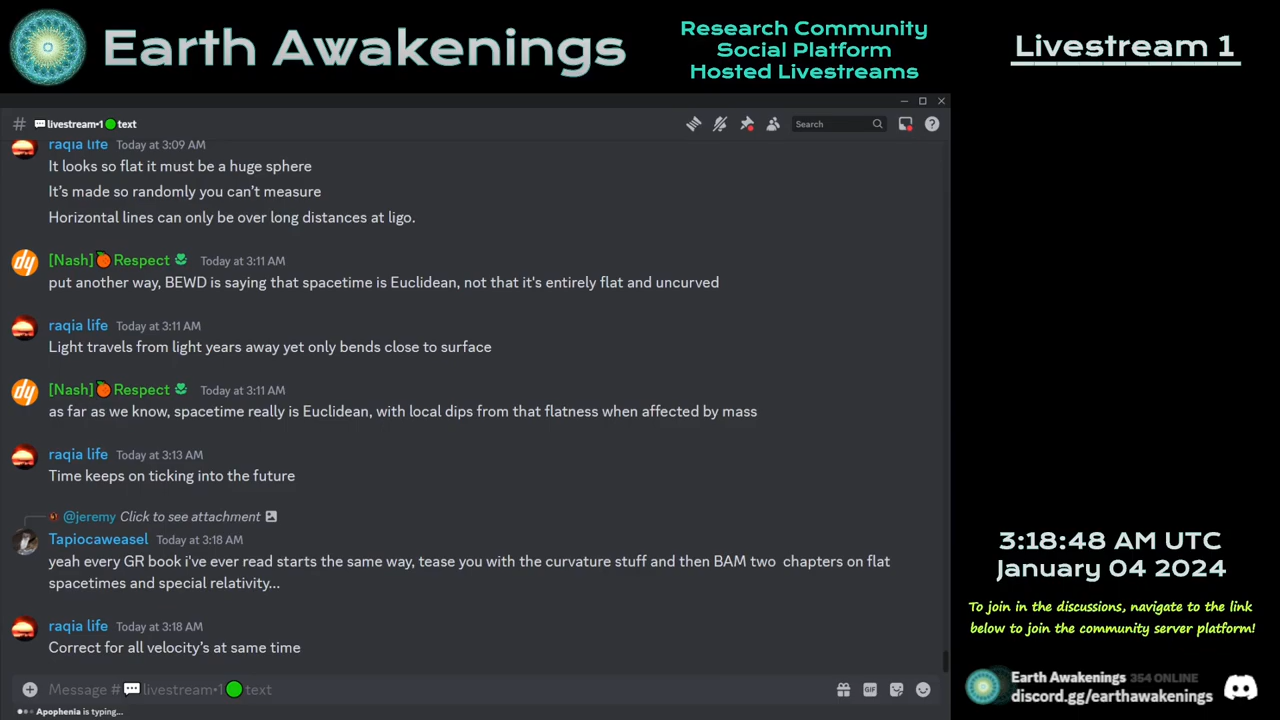 Earth Awakenings
Research Community
Social Platform
Hosted Livestreams
Livestream 1
# livestream•1 text
Search
raqia life Today at 3:09 AM
It looks so flat it must be a huge sphere
It's made so randomly you can't measure
Horizontal lines can only be over long distances at ligo.
[Nash] Respect Today at 3:11 AM
put another way, BEWD is saying that spacetime is Euclidean, not that it's entirely flat and uncurved
raqia life Today at 3:11 AM
Light travels from light years away yet only bends close to surface
[Nash] Respect Today at 3:11 AM
as far as we know, spacetime really is Euclidean, with local dips from that flatness when affected by mass
raqia life Today at 3:13 AM
Time keeps on ticking into the future
@jeremy Click to see attachment
Tapiocaweasel Today at 3:18 AM
yeah every GR book i've ever read starts the same way, tease you with the curvature stuff and then BAM two chapters on flat
spacetimes and special relativity...
raqia life Today at 3:18 AM
Correct for all velocity's at same time
Message # livestream•1 text
GIF
Apophenia is typing...
3:18:48 AM UTC
January 04 2024
To join in the discussions, navigate to the link
below to join the community server platform!
Earth Awakenings 354 ONLINE
discord.gg/earthawakenings